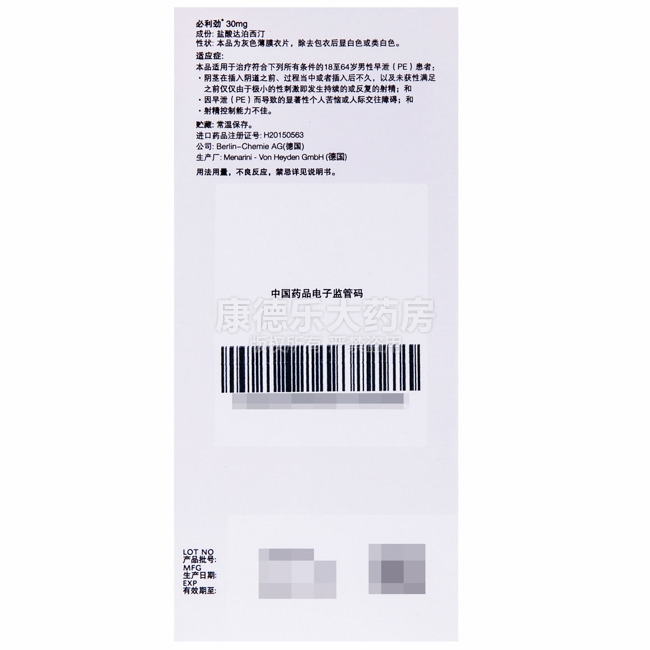 必利劲® 30mg
成份: 盐酸达泊西汀
性状: 本品为灰色薄膜衣片, 除去包衣后显白色或类白色。
适应症:
本品适用于治疗符合下列所有条件的18至64岁男性早泄（PE）患者:
· 阴茎在插入阴道之前、过程当中或者插入后不久, 以及未获性满足
之前仅仅由于极小的性刺激即发生持续的或反复的射精; 和
· 因早泄（PE）而导致的显著性个人苦恼或人际交往障碍; 和
· 射精控制能力不佳。
贮藏: 常温保存。
进口药品注册证号: H20150563
公司: Berlin-Chemie AG(德国)
生产厂: Menarini - Von Heyden GmbH (德国)
用法用量, 不良反应, 禁忌详见说明书。
中国药品电子监管码
康德乐大药房
版权所有 严禁盗用
LOT NO
产品批号:
MFG
生产日期:
EXP
有效期至: